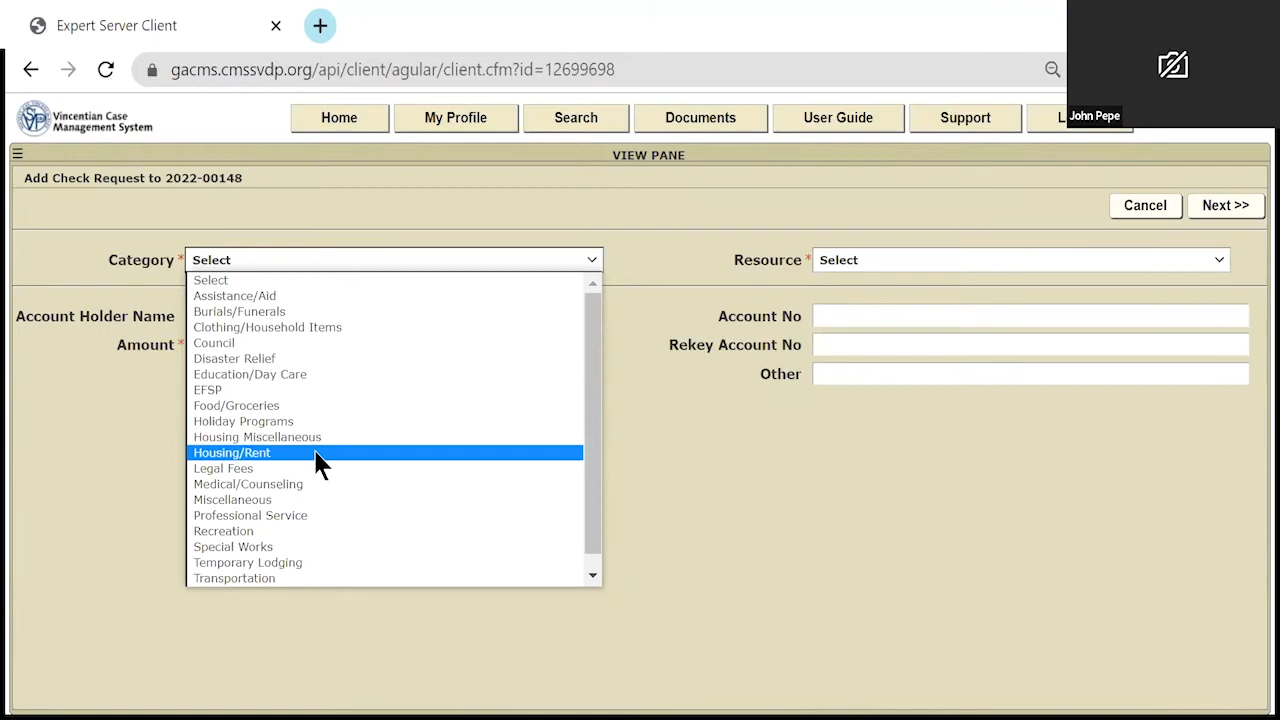 Expert Server Client
gacms.cmssvdp.org/api/client/agular/client.cfm?id=12699698
John Pepe
SVP
Vincentian Case
Management System
Home
My Profile
Search
Documents
User Guide
Support
L
VIEW PANE
Add Check Request to 2022-00148
Cancel
Next >>
Category * Select
Resource * Select
Select
Assistance/Aid
Burials/Funerals
Clothing/Household Items
Council
Disaster Relief
Education/Day Care
EFSP
Food/Groceries
Holiday Programs
Housing Miscellaneous
Housing/Rent
Legal Fees
Medical/Counseling
Miscellaneous
Professional Service
Recreation
Special Works
Temporary Lodging
Transportation
Account Holder Name
Amount *
Account No
Rekey Account No
Other